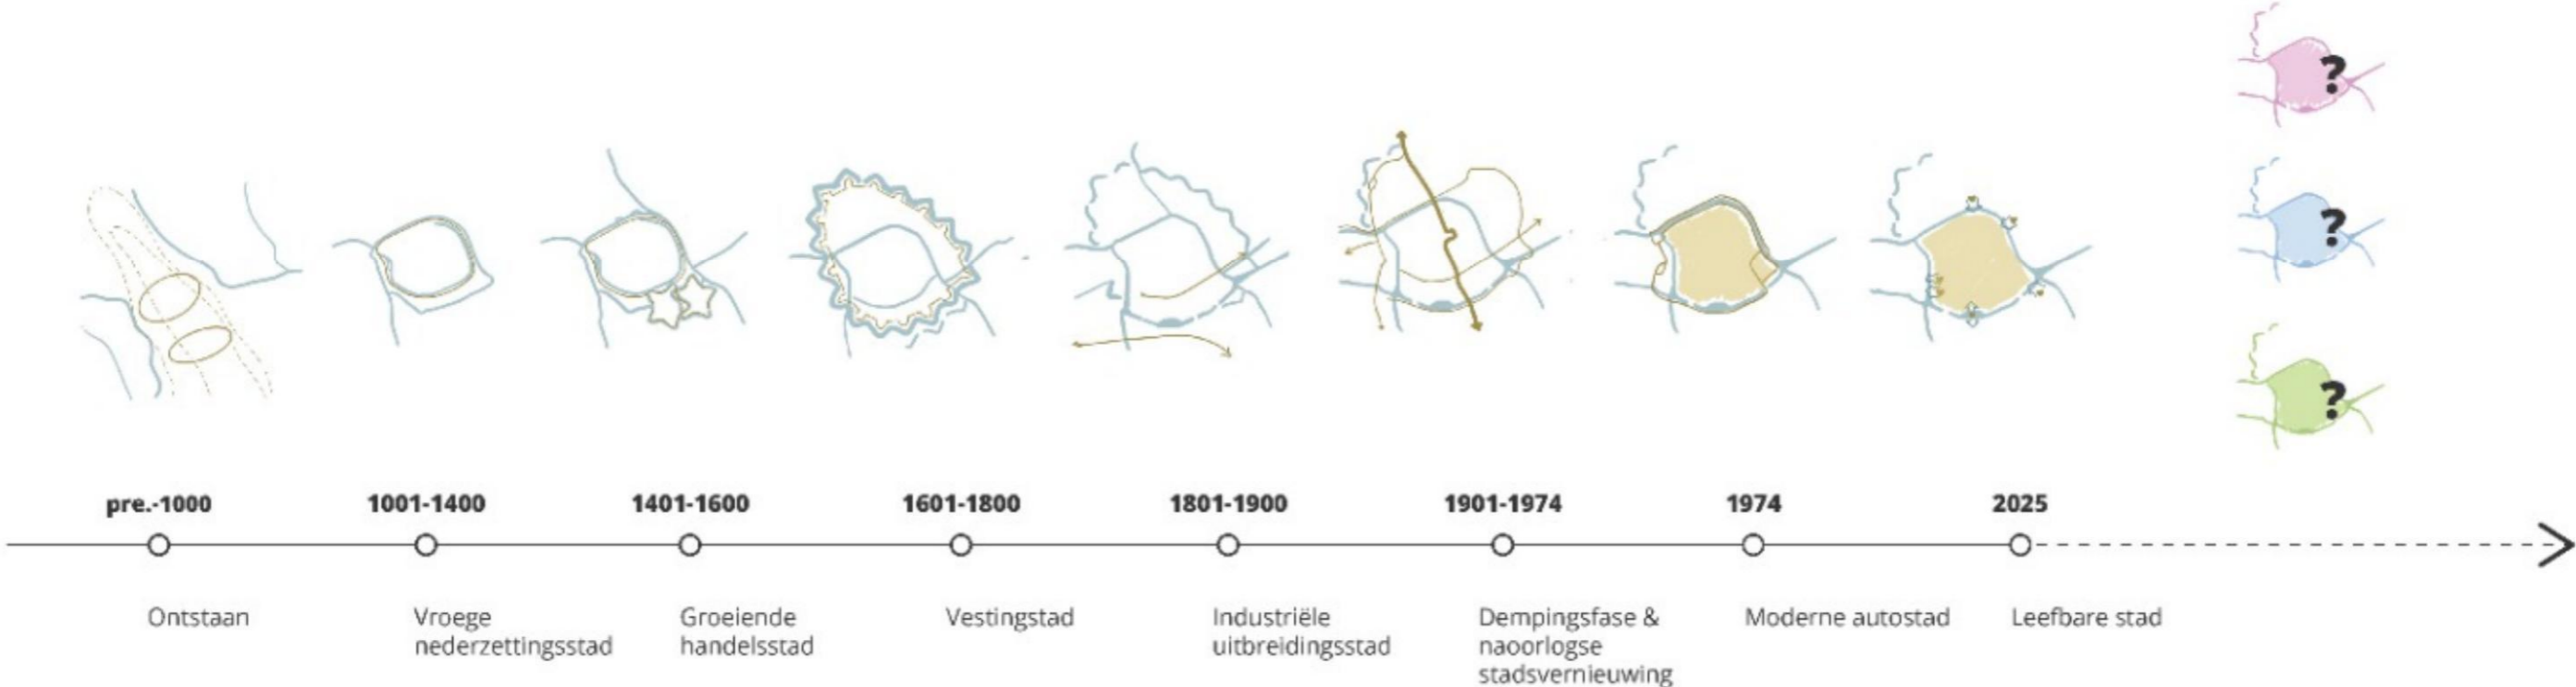 ?
?
?
pre.-1000
1001-1400
1401-1600
1601-1800
1801-1900
1901-1974
1974
2025
Ontstaan
Vroege
nederzettingsstad
Groeiende
handelsstad
Vestingstad
Industriële
uitbreidingsstad
Dempingsfase &
naoorlogse
stadsvernieuwing
Moderne autostad
Leefbare stad